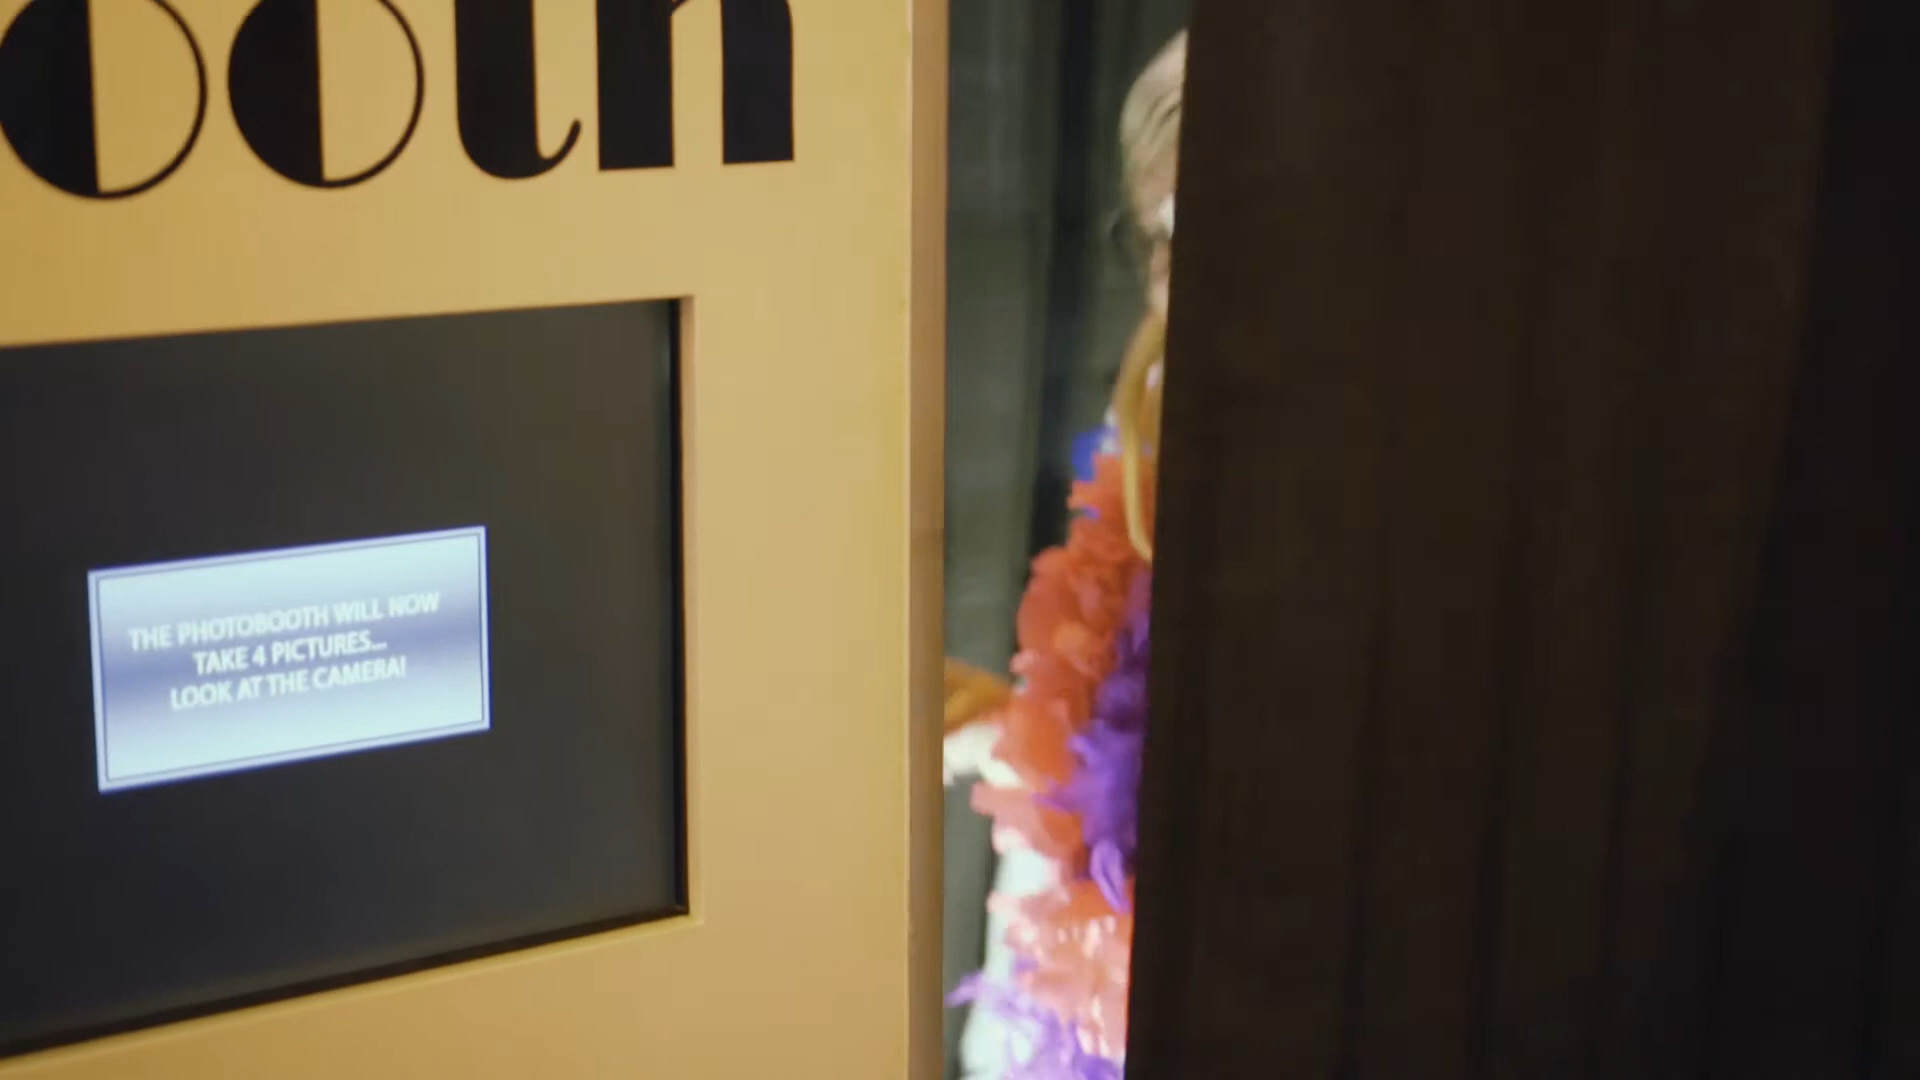 ooth
THE PHOTOBOOTH WILL NOW
TAKE 4 PICTURES...
LOOK AT THE CAMERA!